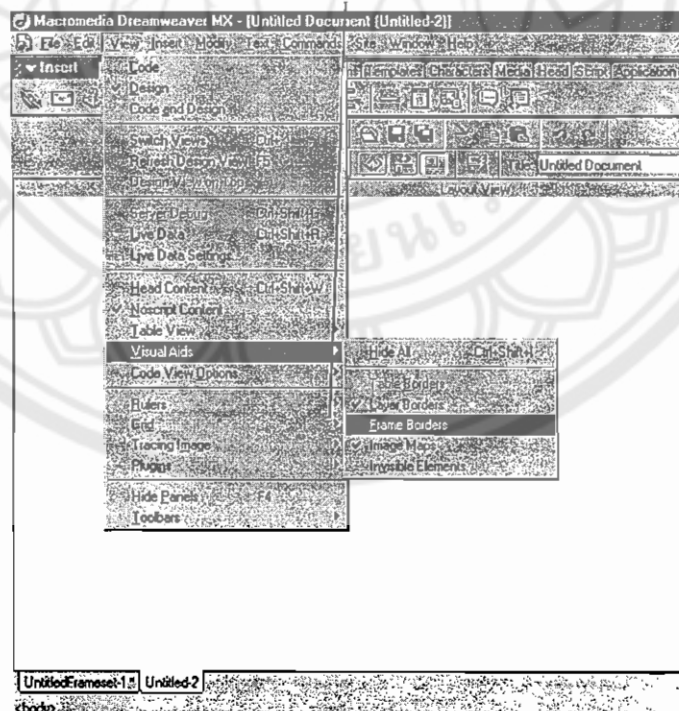 Macromedia Dreamweaver MX - [Untitled Document (Untitled-2)]
File Edit View Insert Modify Text Commands Site Window Help
Insert
Templates Characters Media Head Script Application
Code
Design
Code and Design
Switch Views
Refresh Design View F5
Title: Untitled Document
Layout View
Server Debug Ctrl+Shift+G
Live Data Ctrl+Shift+R
Live Data Settings
Head Content Ctrl+Shift+W
Noscript Content
Table View
Visual Aids
Code View Options
Rulers
Grid
Tracing Image
Plugins
Hide Panels F4
Toolbars
Hide All Ctrl+Shift+I
Table Borders
Layer Borders
Frame Borders
Image Maps
Invisible Elements
UntitledFrameset-1* Untitled-2
<body>